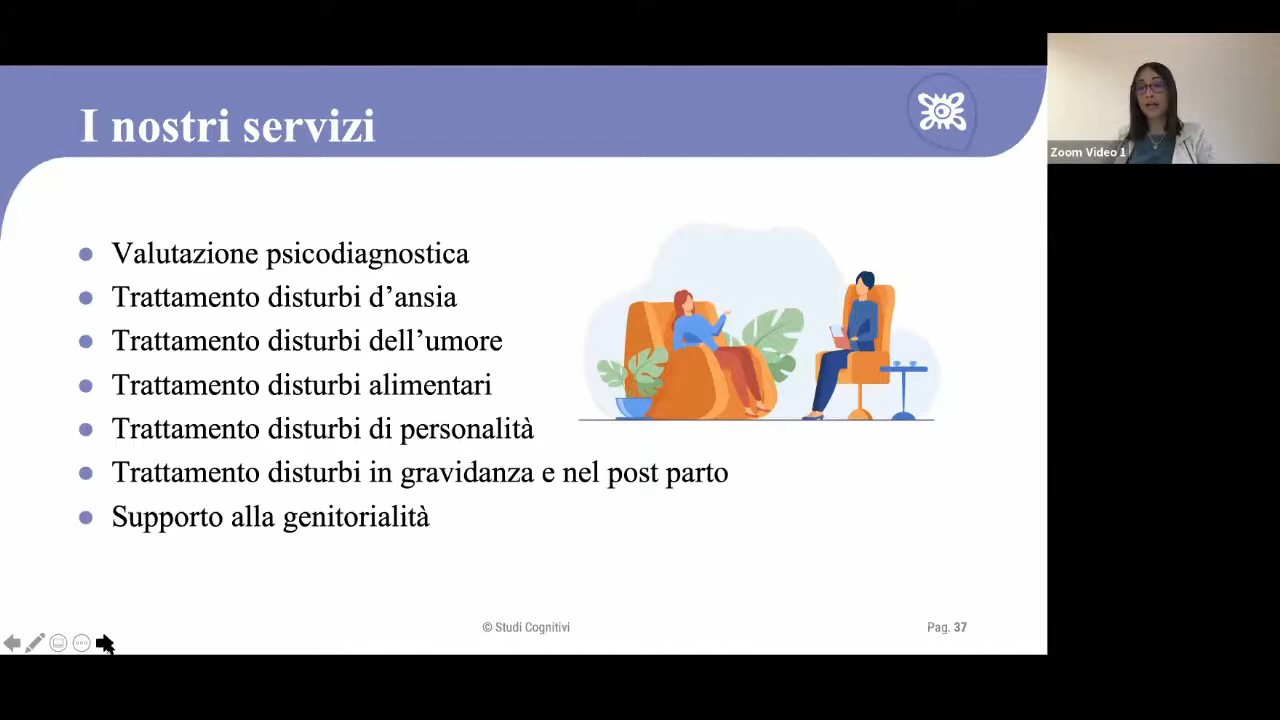 I nostri servizi
Zoom Video 1
Valutazione psicodiagnostica
Trattamento disturbi d’ansia
Trattamento disturbi dell’umore
Trattamento disturbi alimentari
Trattamento disturbi di personalità
Trattamento disturbi in gravidanza e nel post parto
Supporto alla genitorialità
© Studi Cognitivi
Pag. 37